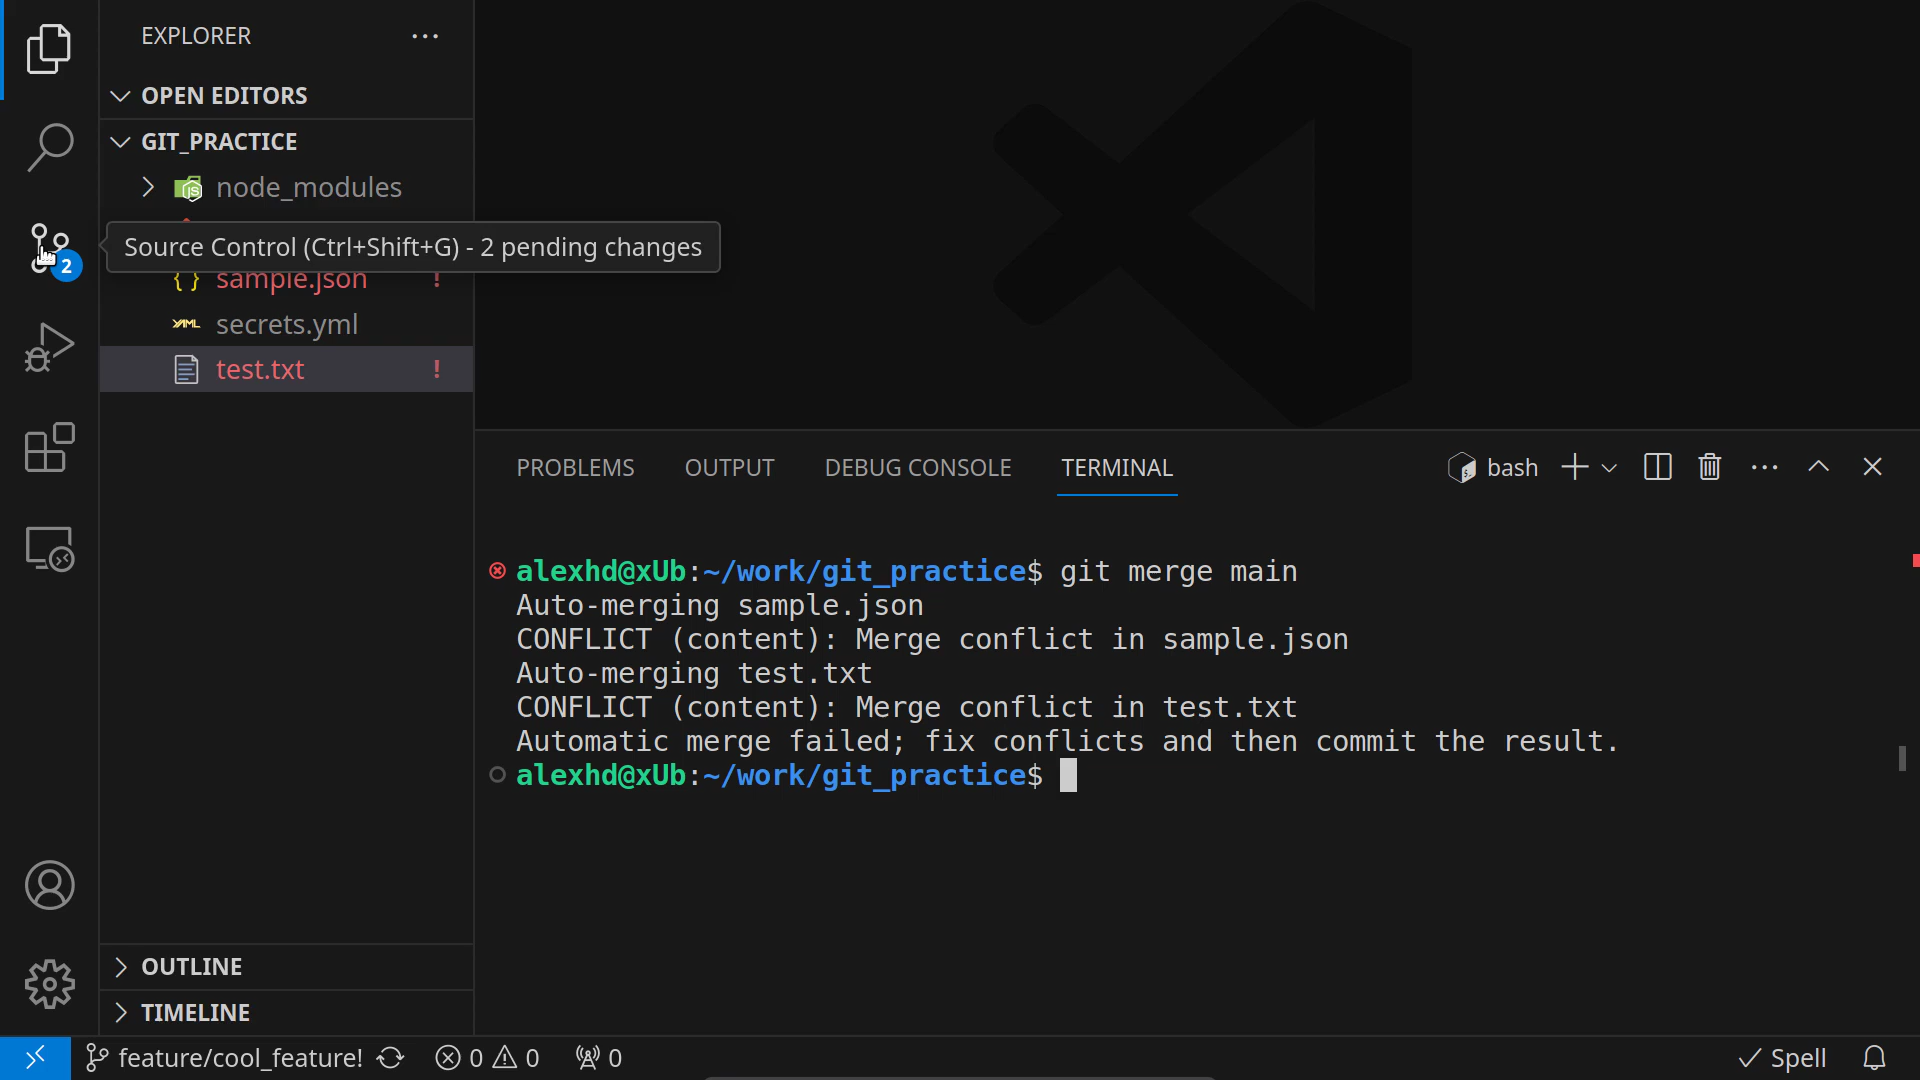 EXPLORER
OPEN EDITORS
GIT_PRACTICE
node_modules
Source Control (Ctrl+Shift+G) - 2 pending changes
2
sample.json !
secrets.yml
test.txt !
PROBLEMS OUTPUT DEBUG CONSOLE TERMINAL
bash
alexhd@xUb:~/work/git_practice$ git merge main
Auto-merging sample.json
CONFLICT (content): Merge conflict in sample.json
Auto-merging test.txt
CONFLICT (content): Merge conflict in test.txt
Automatic merge failed; fix conflicts and then commit the result.
alexhd@xUb:~/work/git_practice$
OUTLINE
TIMELINE
feature/cool_feature! 0 0 0 Spell